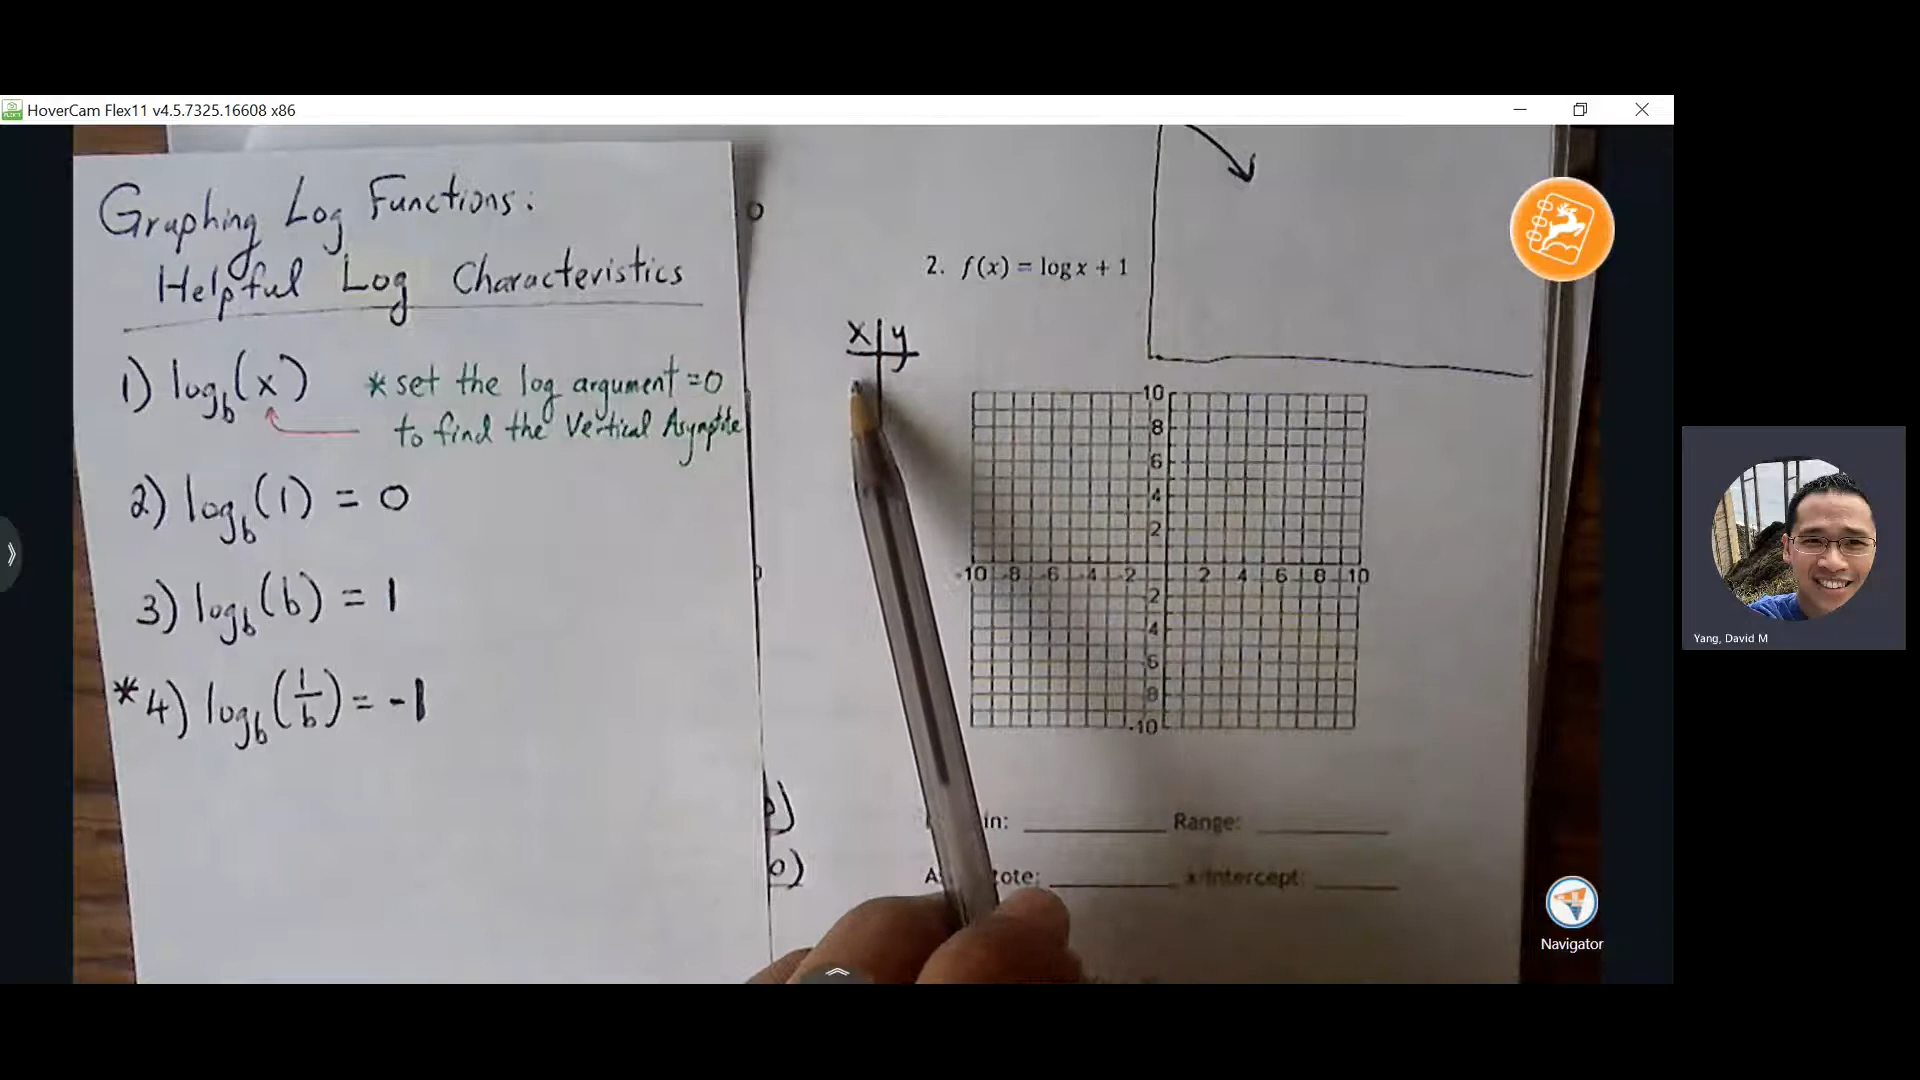 HoverCam Flex11 v4.5.7325.16608 x86
Graphing Log Functions:
Helpful Log Characteristics
1) log_b(x) * set the log argument =0
to find the Vertical Asymptote
2) log_b(1) = 0
3) log_b(b) = 1
*4) log_b(1/b) = -1
2. f(x) = log x + 1
x | y
10
8
6
4
2
-10 -8 -6 -4 -2 2 4 6 8 10
-2
4
6
8
-10
Range:
x-intercept:
Navigator
Yang, David M